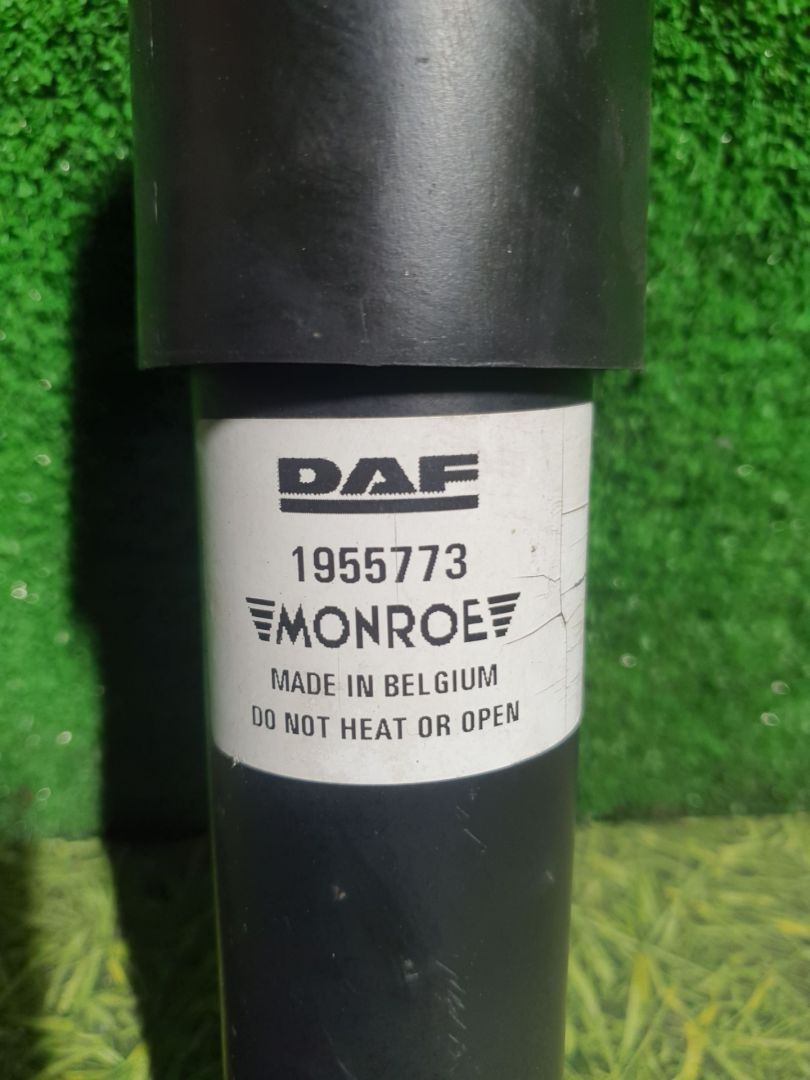 DAF
1955773
MONROE
MADE IN BELGIUM
DO NOT HEAT OR OPEN